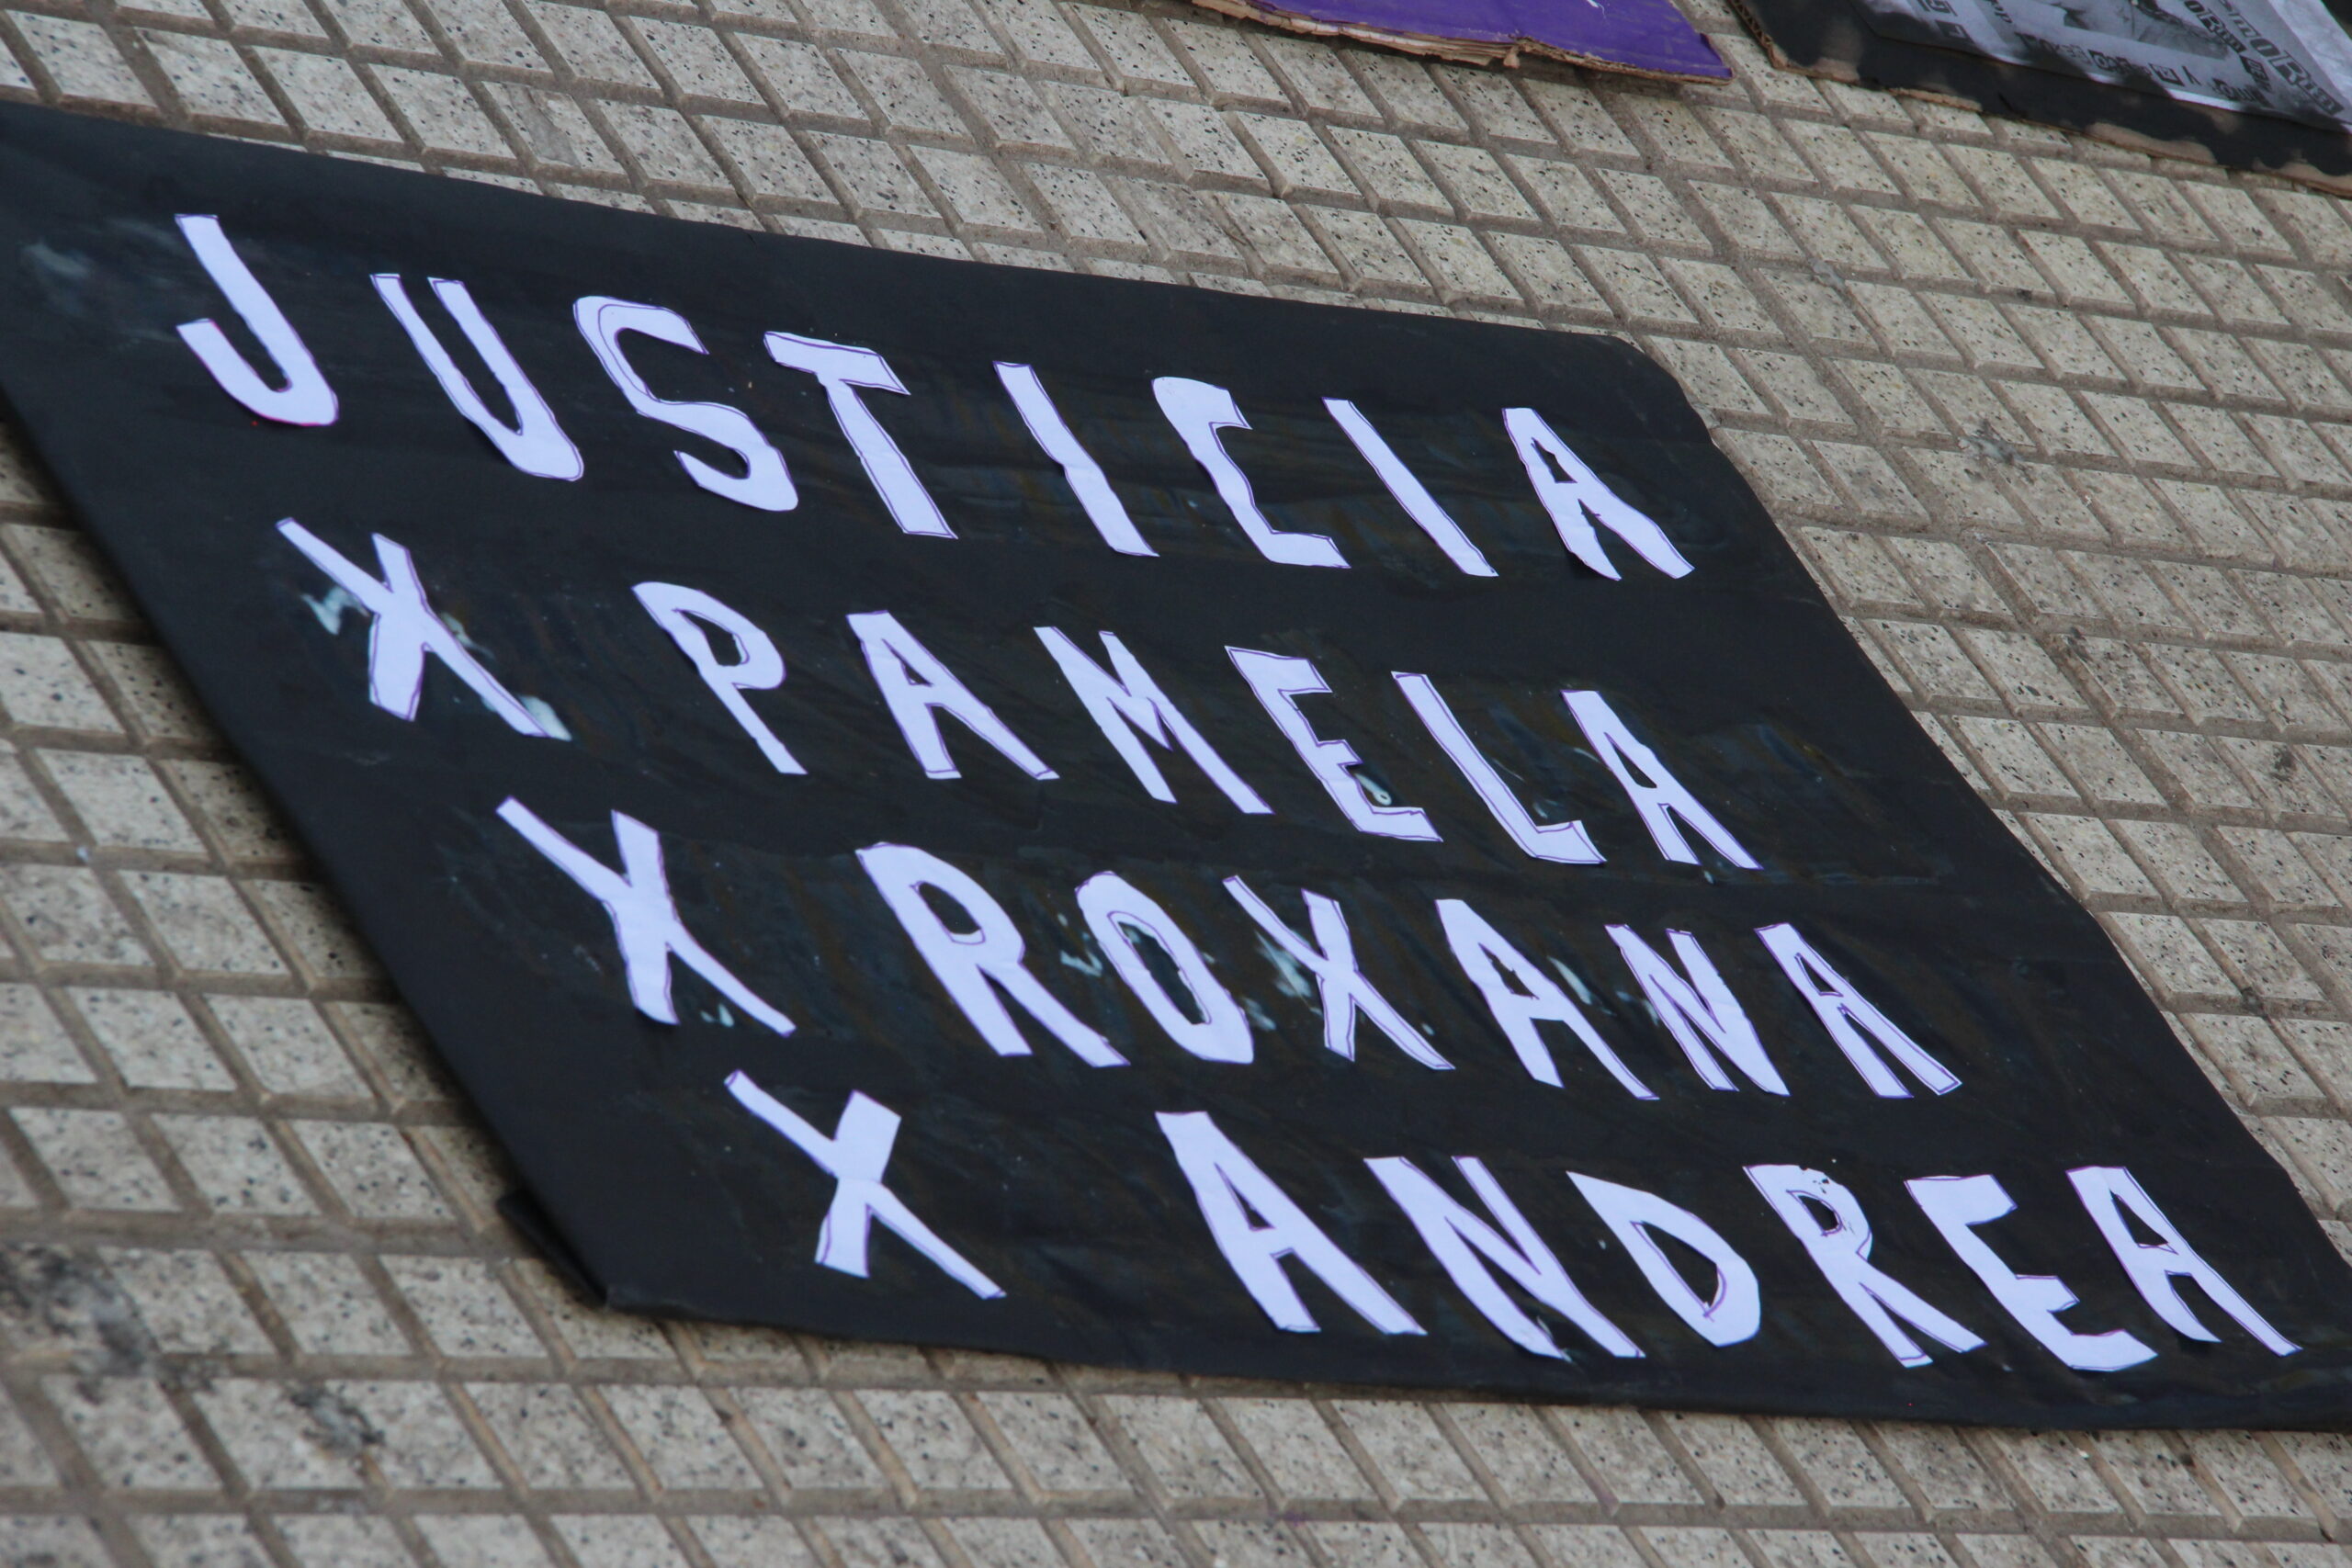 JUSTICIA
X PAMELA
X ROXANA
X ANDREA